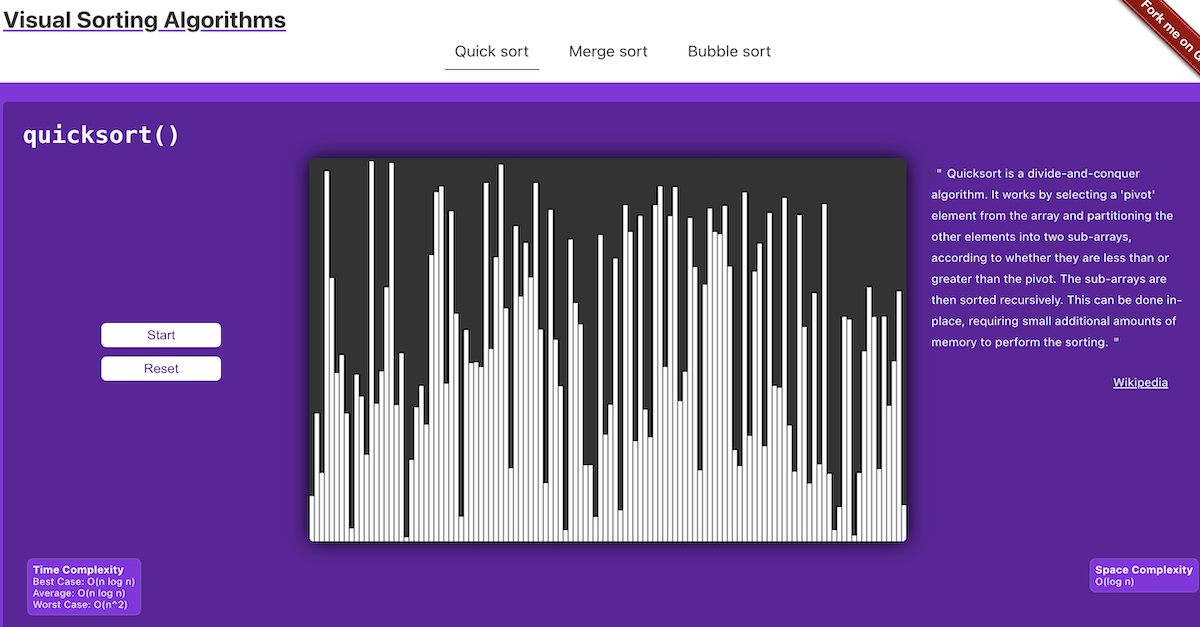 Visual Sorting Algorithms
Fork me on G
Quick sort
Merge sort
Bubble sort
quicksort()
Start
Reset
" Quicksort is a divide-and-conquer
algorithm. It works by selecting a 'pivot'
element from the array and partitioning the
other elements into two sub-arrays,
according to whether they are less than or
greater than the pivot. The sub-arrays are
then sorted recursively. This can be done in-
place, requiring small additional amounts of
memory to perform the sorting. "
Wikipedia
Time Complexity
Best Case: O(n log n)
Average: O(n log n)
Worst Case: O(n^2)
Space Complexity
O(log n)